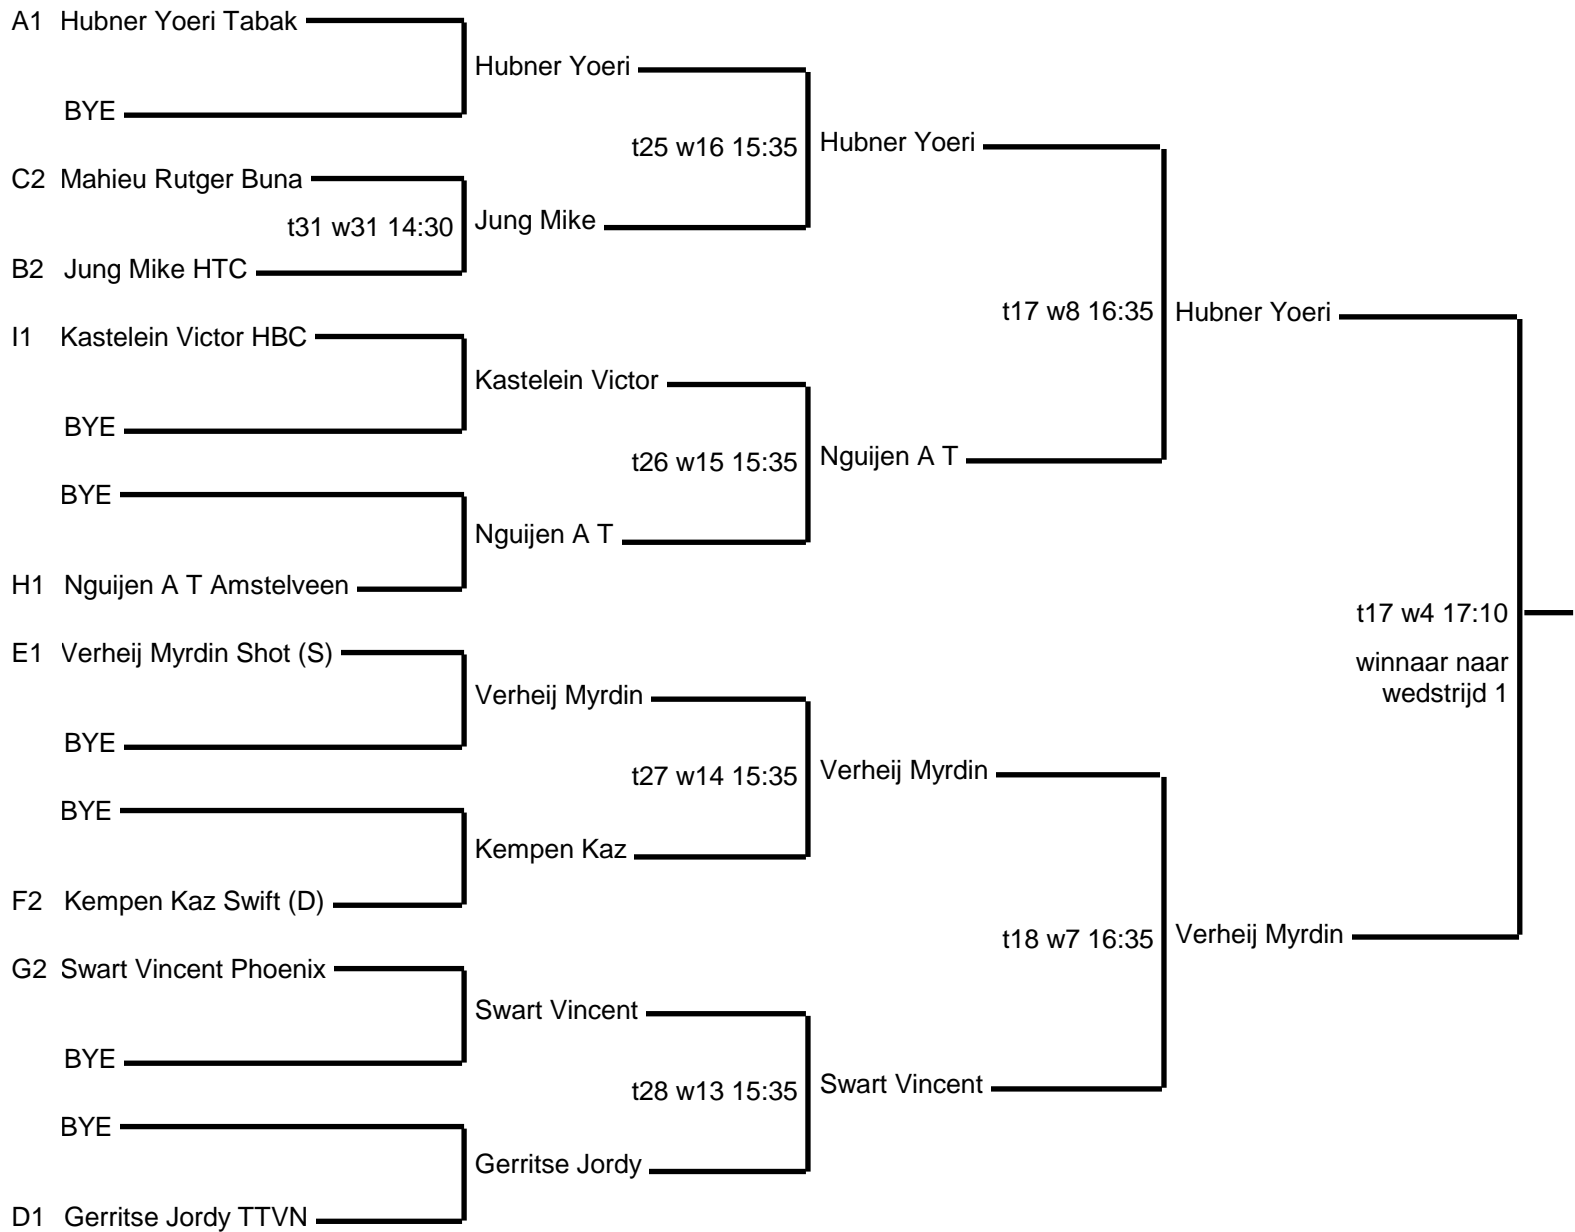 A1 Hubner Yoeri Tabak
Hubner Yoeri
BYE
t25 w16 15:35
Hubner Yoeri
C2 Mahieu Rutger Buna
t31 w31 14:30
Jung Mike
B2 Jung Mike HTC
t17 w8 16:35
Hubner Yoeri
I1 Kastelein Victor HBC
Kastelein Victor
BYE
t26 w15 15:35
Nguijen A T
BYE
Nguijen A T
H1 Nguijen A T Amstelveen
t17 w4 17:10
winnaar naar
wedstrijd 1
E1 Verheij Myrdin Shot (S)
Verheij Myrdin
BYE
t27 w14 15:35
Verheij Myrdin
BYE
Kempen Kaz
F2 Kempen Kaz Swift (D)
t18 w7 16:35
Verheij Myrdin
G2 Swart Vincent Phoenix
Swart Vincent
BYE
t28 w13 15:35
Swart Vincent
BYE
Gerritse Jordy
D1 Gerritse Jordy TTVN